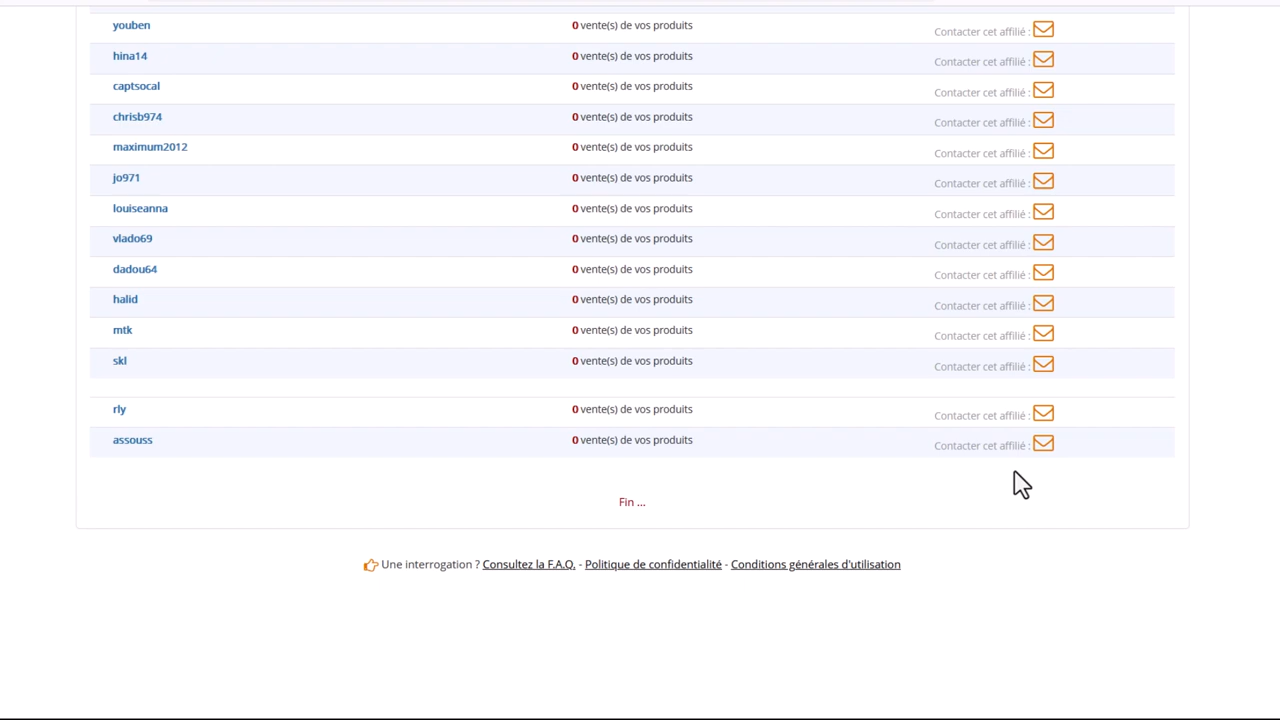 youben 0 vente(s) de vos produits Contacter cet affilié :
hina14 0 vente(s) de vos produits Contacter cet affilié :
captsocal 0 vente(s) de vos produits Contacter cet affilié :
chrisb974 0 vente(s) de vos produits Contacter cet affilié :
maximum2012 0 vente(s) de vos produits Contacter cet affilié :
jo971 0 vente(s) de vos produits Contacter cet affilié :
louiseanna 0 vente(s) de vos produits Contacter cet affilié :
vlado69 0 vente(s) de vos produits Contacter cet affilié :
dadou64 0 vente(s) de vos produits Contacter cet affilié :
halid 0 vente(s) de vos produits Contacter cet affilié :
mtk 0 vente(s) de vos produits Contacter cet affilié :
skl 0 vente(s) de vos produits Contacter cet affilié :
rly 0 vente(s) de vos produits Contacter cet affilié :
assouss 0 vente(s) de vos produits Contacter cet affilié :
Fin ...
Une interrogation ? Consultez la F.A.Q. - Politique de confidentialité - Conditions générales d'utilisation